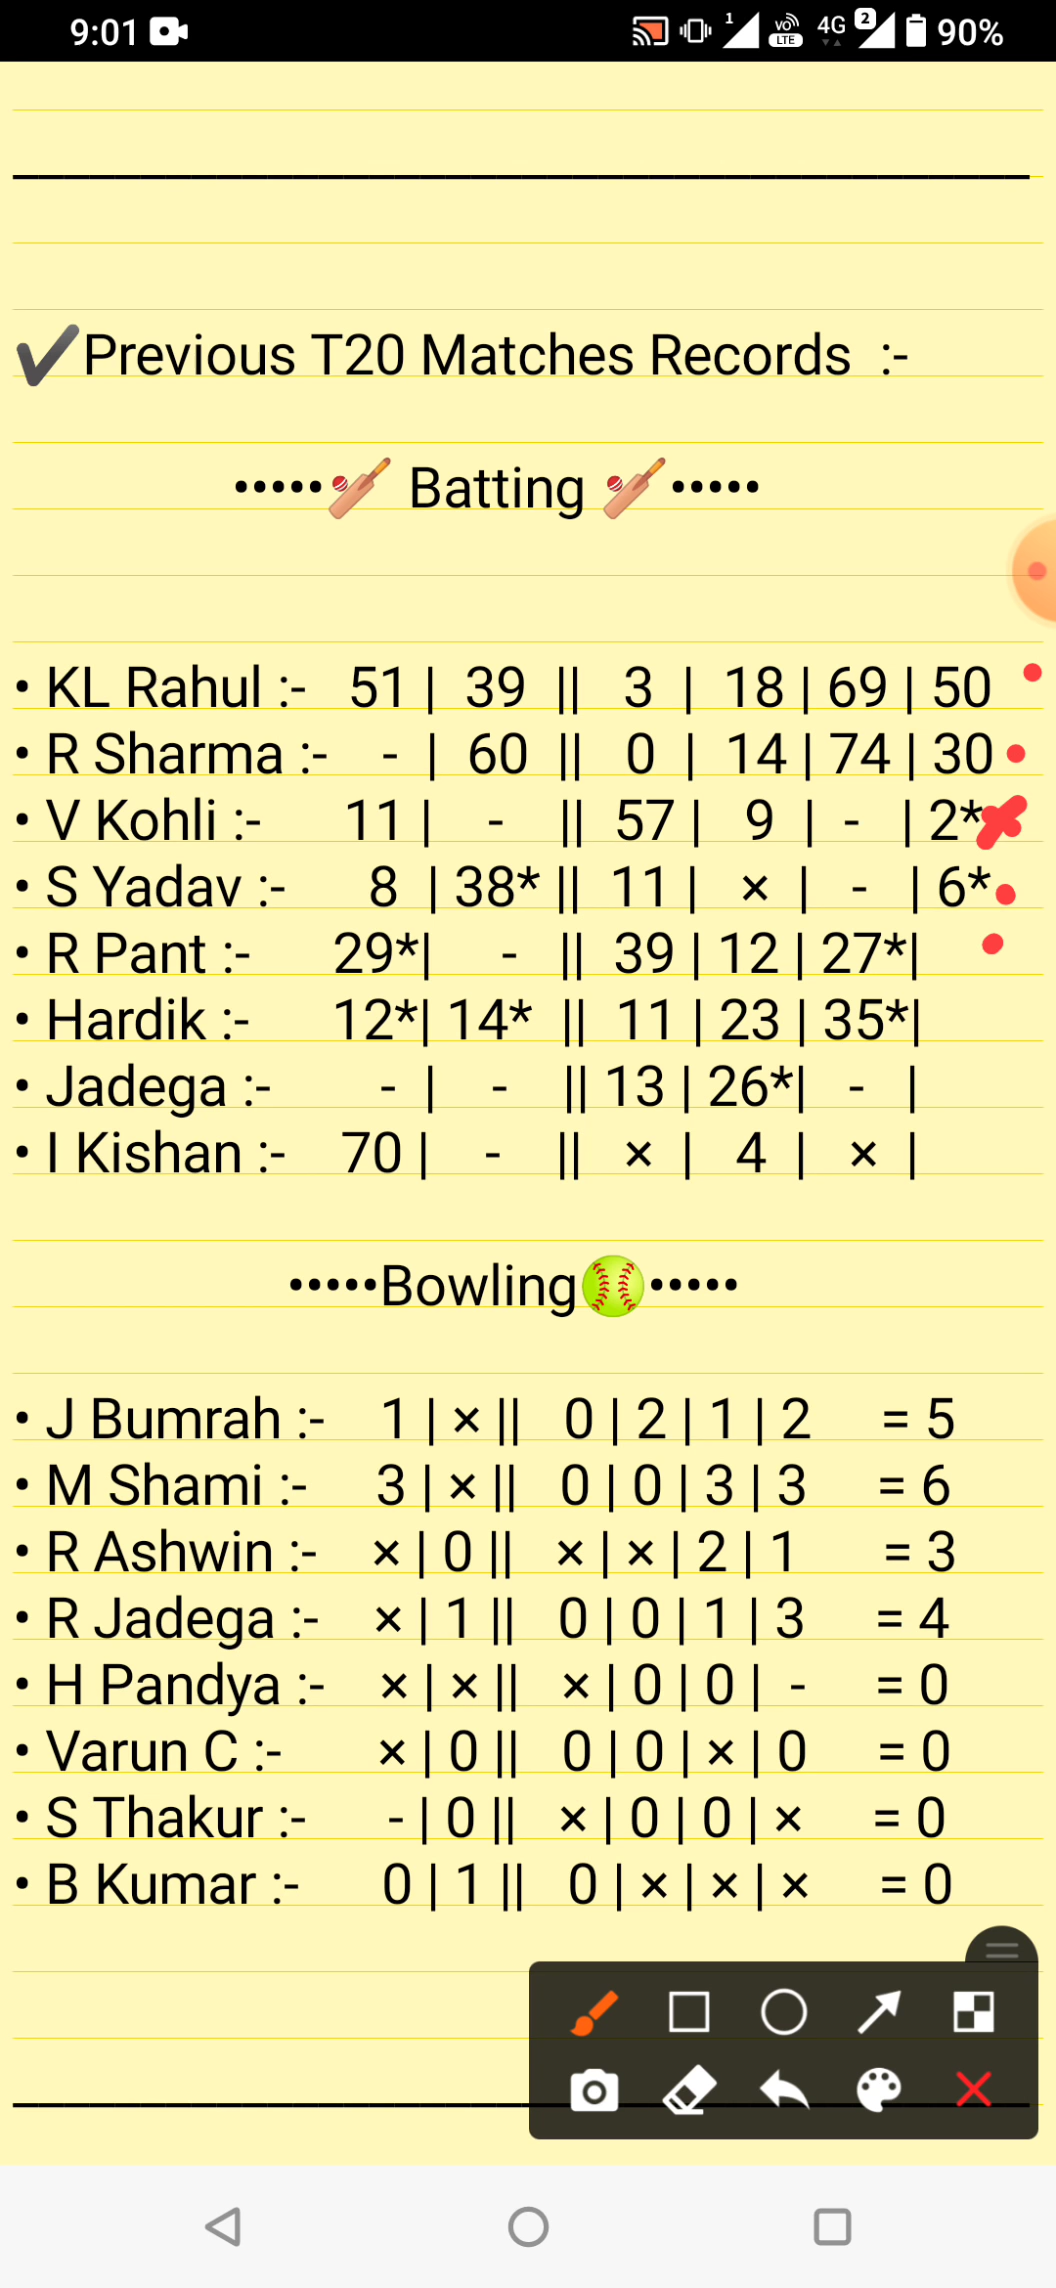 9:01 1 VO LTE 4G 2 90%
✔Previous T20 Matches Records :-
•••••🏏 Batting 🏏•••••
• KL Rahul :- 51 | 39 || 3 | 18 | 69 | 50
• R Sharma :- - | 60 || 0 | 14 | 74 | 30
• V Kohli :- 11 | - || 57 | 9 | - | 2*
• S Yadav :- 8 | 38* || 11 | × | - | 6*
• R Pant :- 29*| - || 39 | 12 | 27*|
• Hardik :- 12*| 14* || 11 | 23 | 35*|
• Jadega :- - | - || 13 | 26*| - |
• I Kishan :- 70 | - || × | 4 | × |
•••••Bowling🥎•••••
• J Bumrah :- 1 | × || 0 | 2 | 1 | 2 = 5
• M Shami :- 3 | × || 0 | 0 | 3 | 3 = 6
• R Ashwin :- × | 0 || × | × | 2 | 1 = 3
• R Jadega :- × | 1 || 0 | 0 | 1 | 3 = 4
• H Pandya :- × | × || × | 0 | 0 | - = 0
• Varun C :- × | 0 || 0 | 0 | × | 0 = 0
• S Thakur :- - | 0 || × | 0 | 0 | × = 0
• B Kumar :- 0 | 1 || 0 | × | × | × = 0